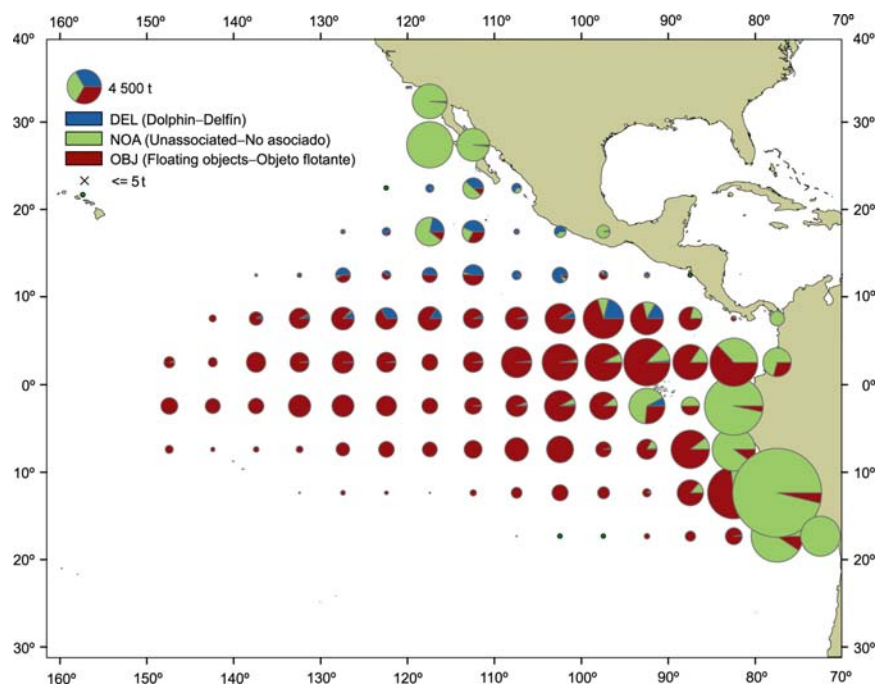 160º 150º 140º 130º 120º 110º 100º 90º 80º 70º
40º 40º
4 500 t
DEL (Dolphin–Delfín)
30º 30º
NOA (Unassociated–No asociado)
OBJ (Floating objects–Objeto flotante)
<= 5 t
20º 20º
10º 10º
0º 0º
10º 10º
20º 20º
30º 30º
160º 150º 140º 130º 120º 110º 100º 90º 80º 70º